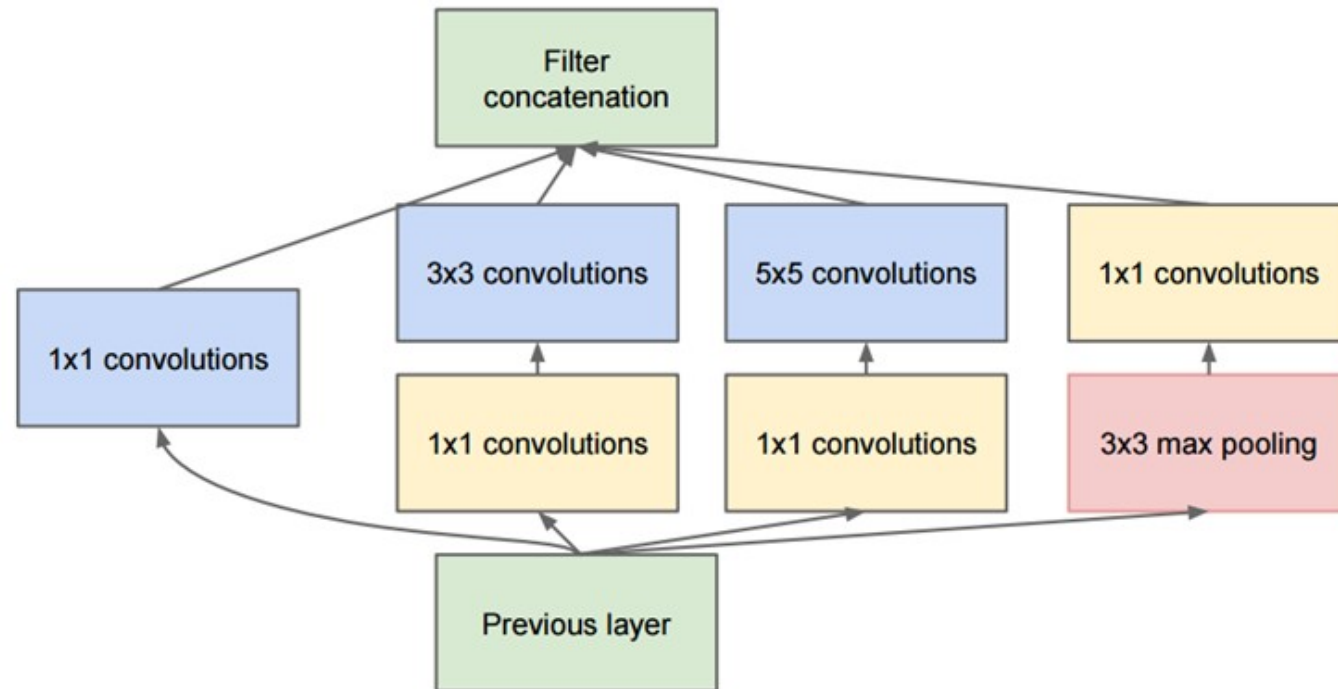 Filter
concatenation
3x3 convolutions
5x5 convolutions
1x1 convolutions
1x1 convolutions
1x1 convolutions
1x1 convolutions
3x3 max pooling
Previous layer